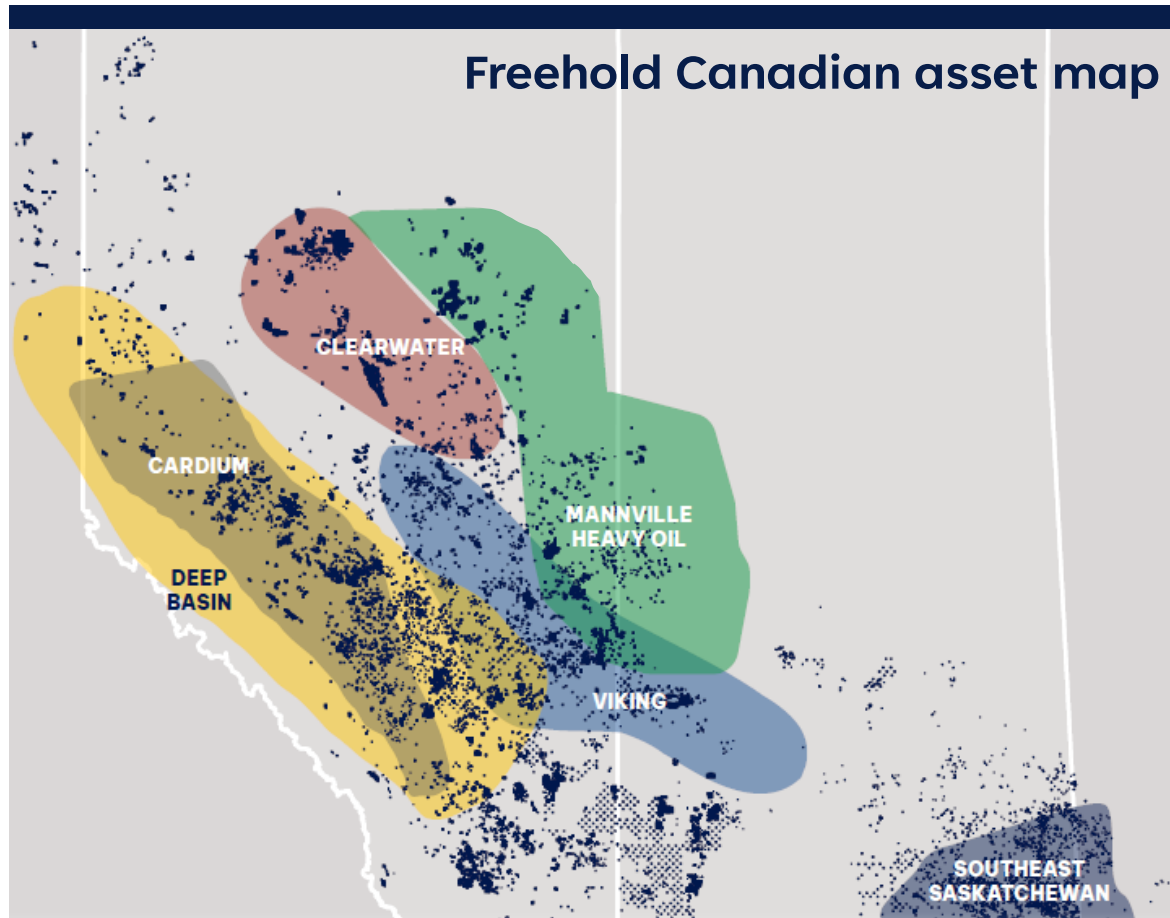 Freehold Canadian asset map
CLEARWATER
CARDIUM
MANNVILLE
HEAVY OIL
DEEP
BASIN
VIKING
SOUTHEAST
SASKATCHEWAN